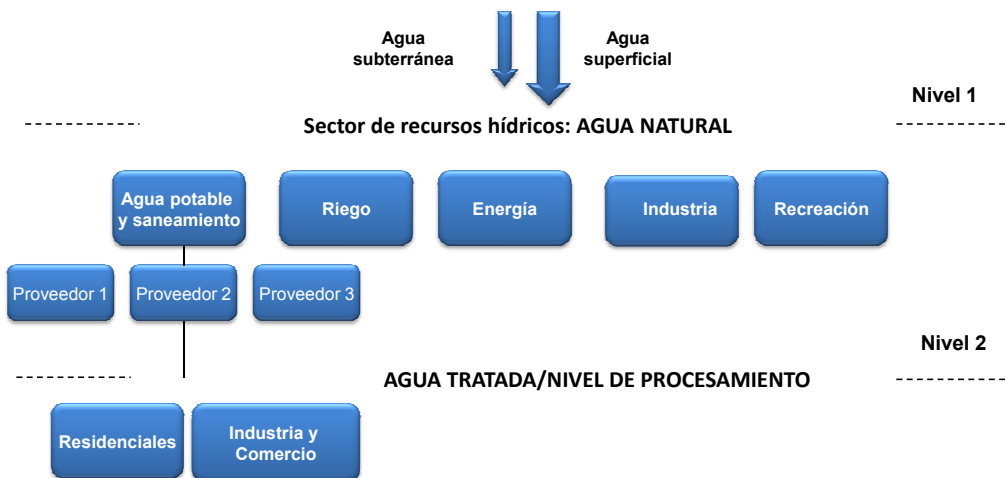 Agua
subterránea
Agua
superficial
Nivel 1
Sector de recursos hídricos: AGUA NATURAL
Agua potable
y saneamiento
Riego
Energía
Industria
Recreación
Proveedor 1
Proveedor 2
Proveedor 3
Nivel 2
AGUA TRATADA/NIVEL DE PROCESAMIENTO
Residenciales
Industria y
Comercio